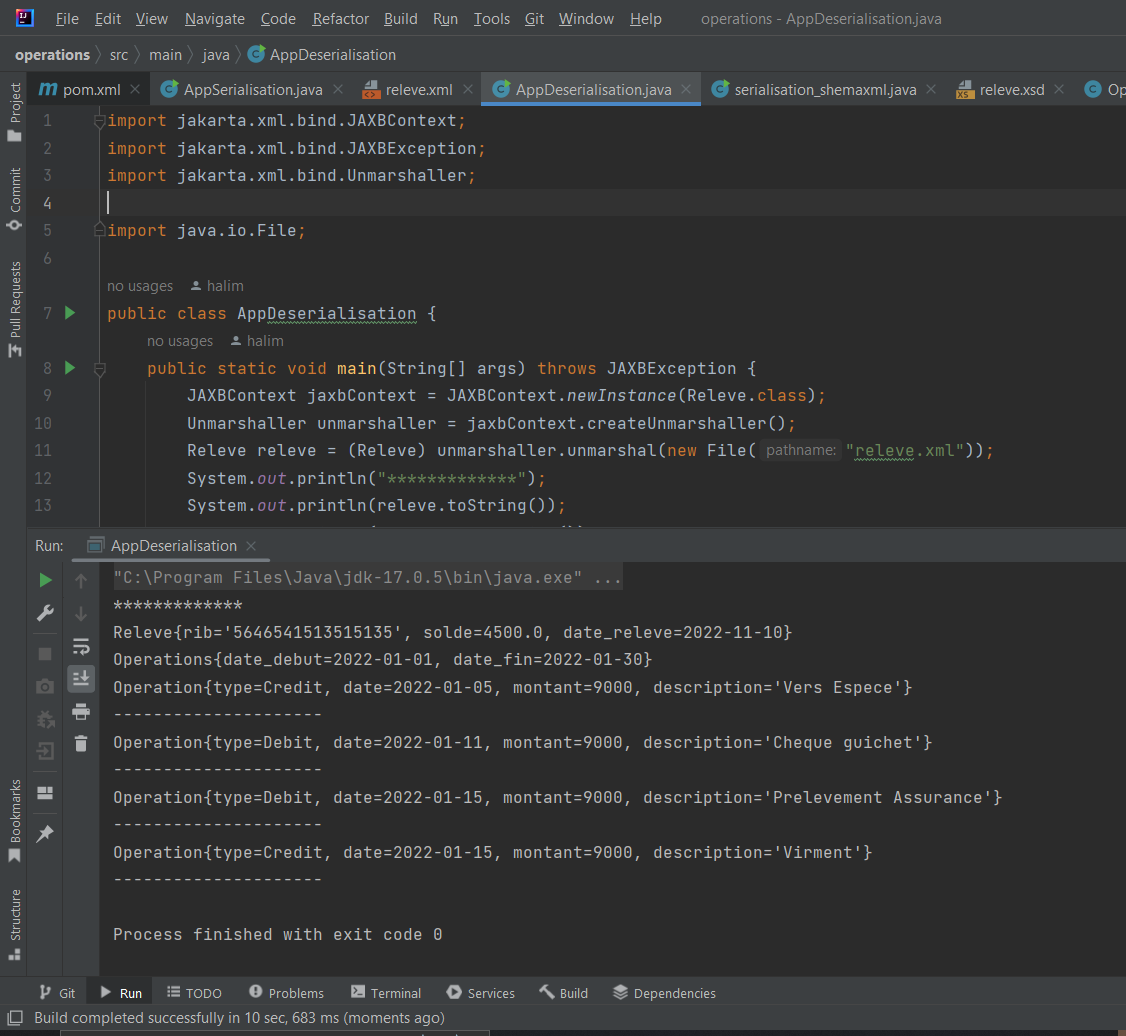 File Edit View Navigate Code Refactor Build Run Tools Git Window Help operations - AppDeserialisation.java
operations src main java AppDeserialisation
pom.xml AppSerialisation.java releve.xml AppDeserialisation.java serialisation_shemaxml.java releve.xsd Op
Project
Commit
Pull Requests
1 import jakarta.xml.bind.JAXBContext;
2 import jakarta.xml.bind.JAXBException;
3 import jakarta.xml.bind.Unmarshaller;
4
5 import java.io.File;
6
no usages halim
7 public class AppDeserialisation {
no usages halim
8 public static void main(String[] args) throws JAXBException {
9 JAXBContext jaxbContext = JAXBContext.newInstance(Releve.class);
10 Unmarshaller unmarshaller = jaxbContext.createUnmarshaller();
11 Releve releve = (Releve) unmarshaller.unmarshal(new File( pathname: "releve.xml"));
12 System.out.println("*************");
13 System.out.println(releve.toString());
Run: AppDeserialisation
"C:\Program Files\Java\jdk-17.0.5\bin\java.exe" ...
*************
Releve{rib='5646541513515135', solde=4500.0, date_releve=2022-11-10}
Operations{date_debut=2022-01-01, date_fin=2022-01-30}
Operation{type=Credit, date=2022-01-05, montant=9000, description='Vers Espece'}
---------------------
Operation{type=Debit, date=2022-01-11, montant=9000, description='Cheque guichet'}
---------------------
Operation{type=Debit, date=2022-01-15, montant=9000, description='Prelevement Assurance'}
---------------------
Operation{type=Credit, date=2022-01-15, montant=9000, description='Virment'}
---------------------
Process finished with exit code 0
Bookmarks
Structure
Git Run TODO Problems Terminal Services Build Dependencies
Build completed successfully in 10 sec, 683 ms (moments ago)